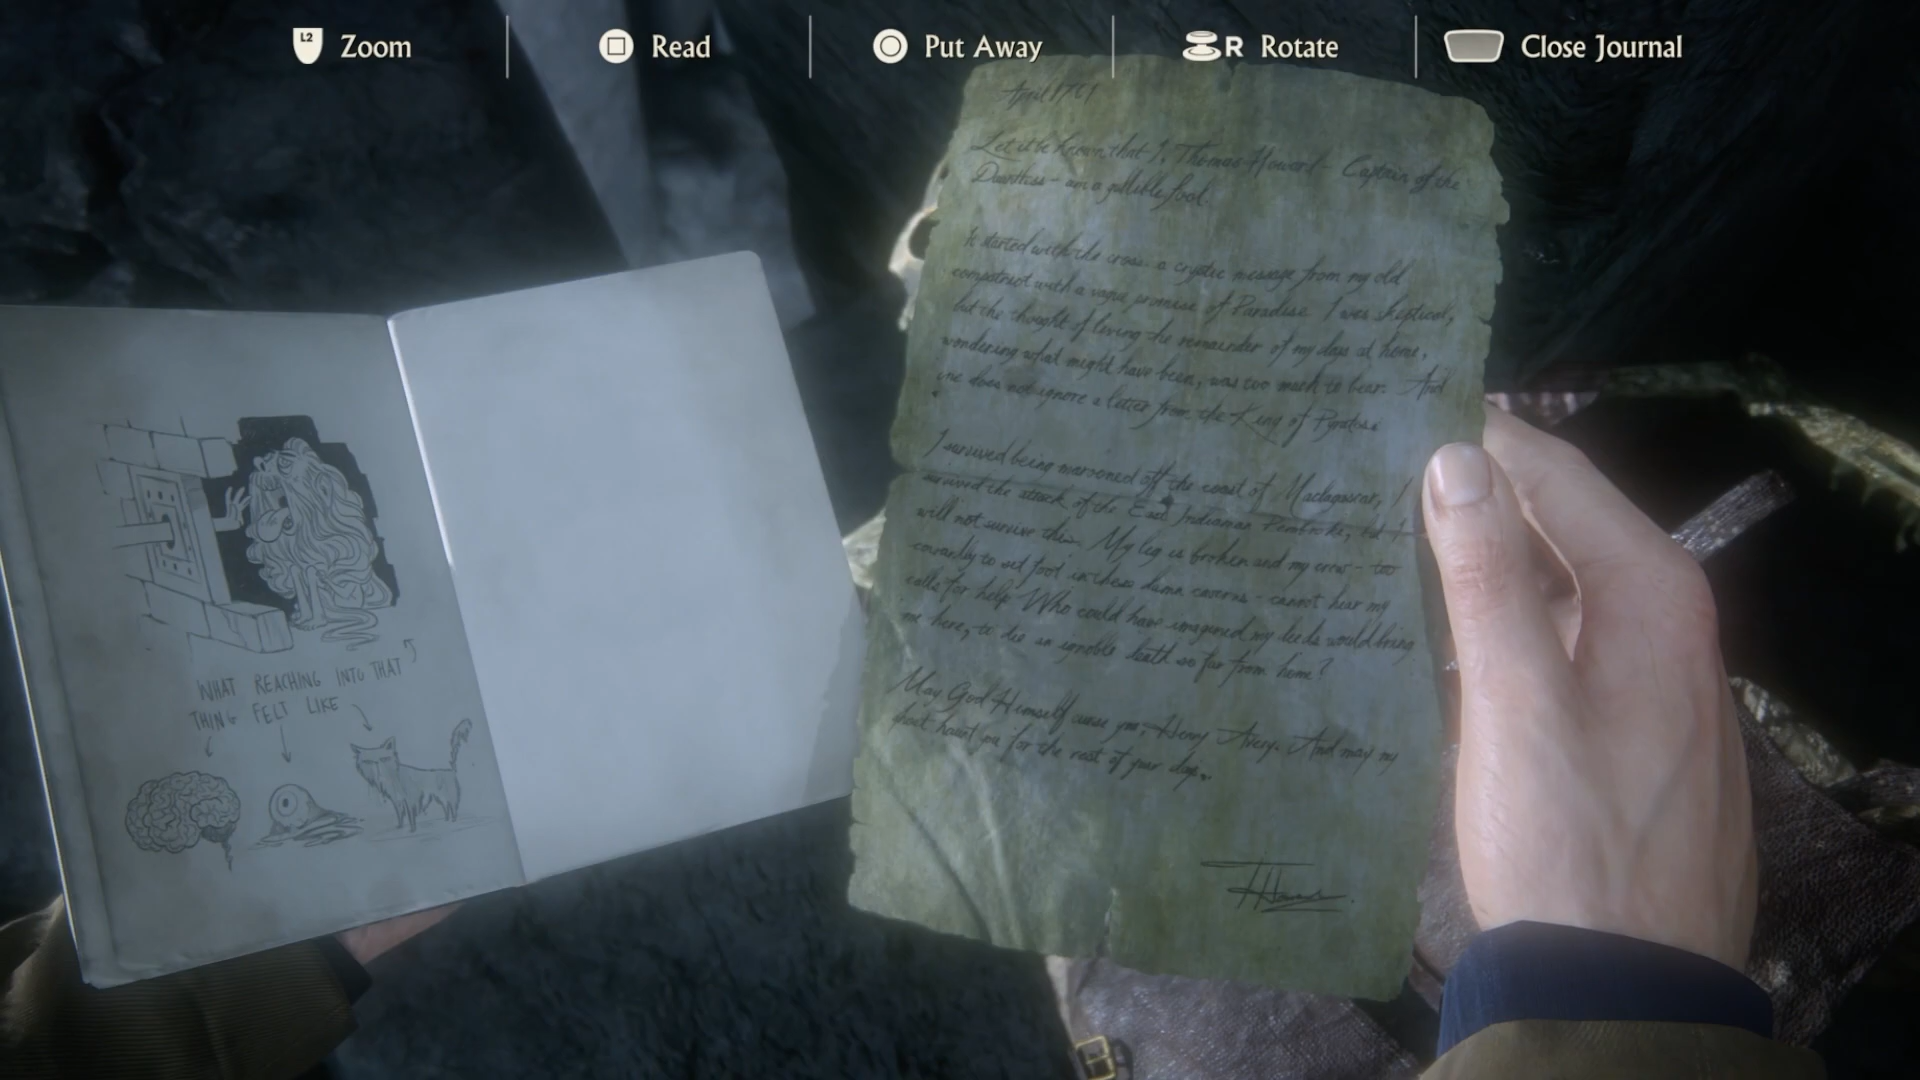 L2 Zoom
Read
Put Away
R Rotate
Close Journal
WHAT REACHING INTO THAT
THING FELT LIKE
April 17
Let it be known that I, Thomas Howard - Captain of the
Dauntless - am a gullible fool.
It started with the cross. a cryptic message from my old
compatriot with a vague promise of Paradise. I was skeptical,
but the thought of living the remainder of my days at home,
wondering what might have been, was too much to bear. And
one does not ignore a letter from the King of Pyrates.
I survived being marooned off the coast of Madagascar, I
survived the attack of the East Indiaman Pembroke, but I
will not survive this. My leg is broken and my crew - too
cowardly to set foot in these damn caverns - cannot hear my
calls for help. Who could have imagined my deeds would bring
me here, to die an ignoble death so far from home?
May God Himself curse you, Henry Avery. And may my
ghost haunt you for the rest of your days.
THoward.